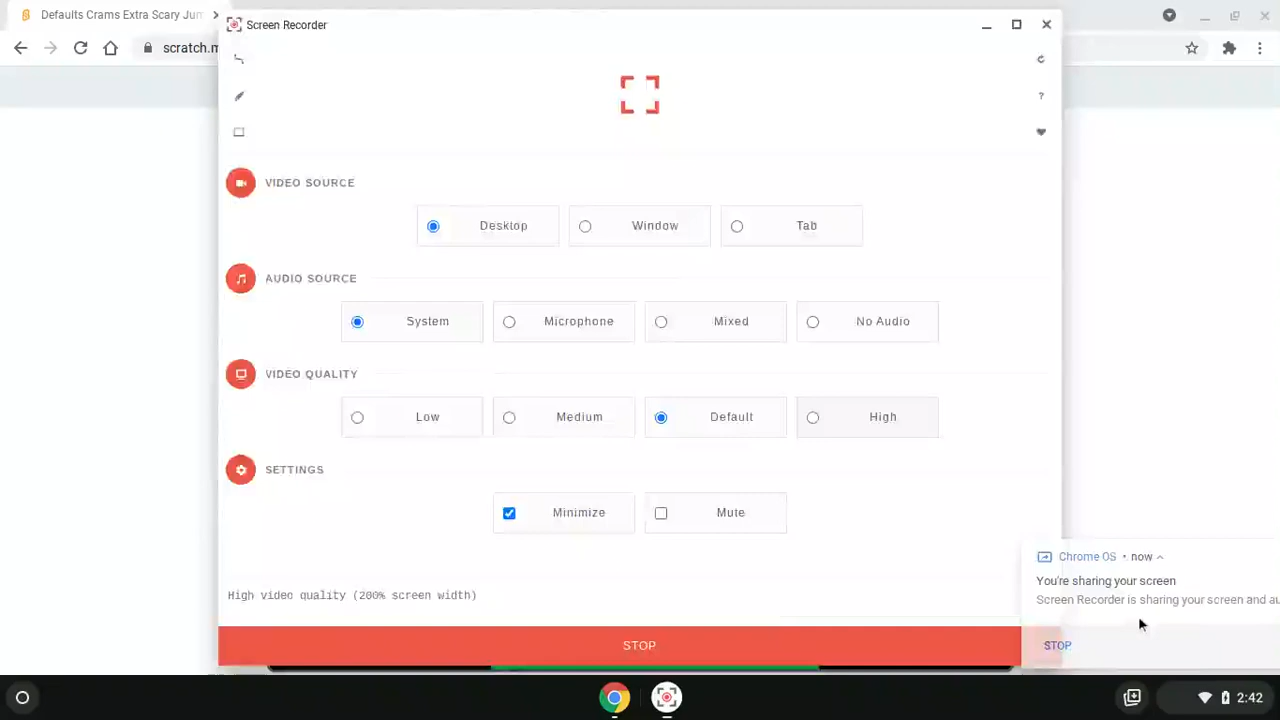 Defaults Crams Extra Scary Jum
Screen Recorder
scratch.m
?
VIDEO SOURCE
Desktop Window Tab
AUDIO SOURCE
System Microphone Mixed No Audio
VIDEO QUALITY
Low Medium Default High
SETTINGS
Minimize Mute
Chrome OS • now
You're sharing your screen
Screen Recorder is sharing your screen and au
High video quality (200% screen width)
STOP
STOP
2:42